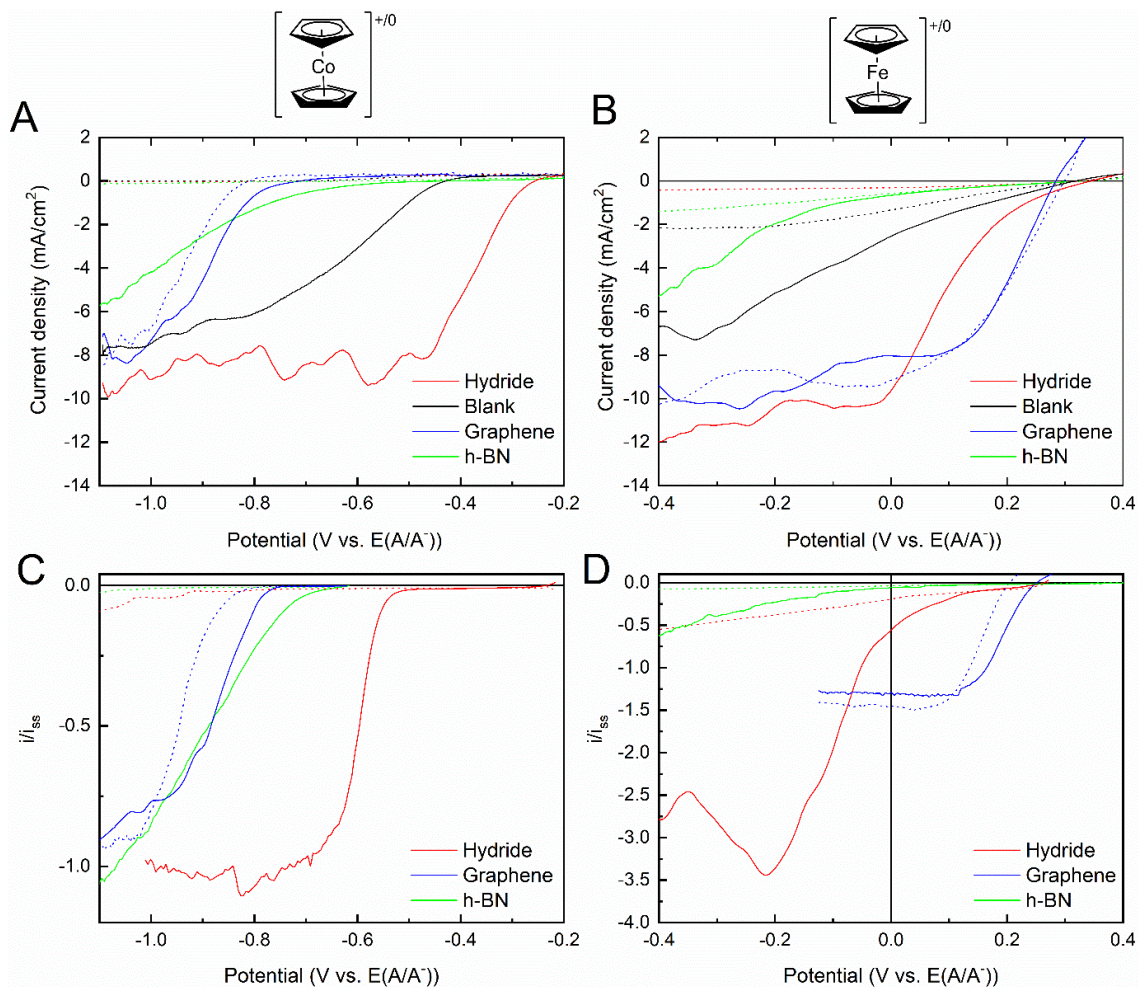 +/0
Co
+/0
Fe
A
2
0
-2
-4
-6
-8
-10
-12
-14
Current density (mA/cm²)
Hydride
Blank
Graphene
h-BN
-1.0
-0.8
-0.6
-0.4
-0.2
Potential (V vs. E(A/A⁻))
B
2
0
-2
-4
-6
-8
-10
-12
-14
Current density (mA/cm²)
Hydride
Blank
Graphene
h-BN
-0.4
-0.2
0.0
0.2
0.4
Potential (V vs. E(A/A⁻))
C
0.0
-0.5
-1.0
i/iss
Hydride
Graphene
h-BN
-1.0
-0.8
-0.6
-0.4
-0.2
Potential (V vs. E(A/A⁻))
D
0.0
-0.5
-1.0
-1.5
-2.0
-2.5
-3.0
-3.5
-4.0
i/iss
Hydride
Graphene
h-BN
-0.4
-0.2
0.0
0.2
0.4
Potential (V vs. E(A/A⁻))